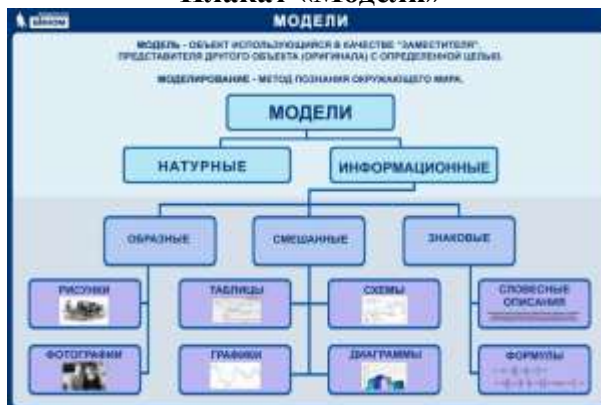 Плакат «Модели»
БИНОМ
МОДЕЛИ
МОДЕЛЬ - ОБЪЕКТ ИСПОЛЬЗУЮЩИЙСЯ В КАЧЕСТВЕ "ЗАМЕСТИТЕЛЯ",
ПРЕДСТАВИТЕЛЯ ДРУГОГО ОБЪЕКТА (ОРИГИНАЛА) С ОПРЕДЕЛЕННОЙ ЦЕЛЬЮ.
МОДЕЛИРОВАНИЕ - МЕТОД ПОЗНАНИЯ ОКРУЖАЮЩЕГО МИРА.
МОДЕЛИ
НАТУРНЫЕ
ИНФОРМАЦИОННЫЕ
ОБРАЗНЫЕ
СМЕШАННЫЕ
ЗНАКОВЫЕ
РИСУНКИ
ТАБЛИЦЫ
СХЕМЫ
СЛОВЕСНЫЕ
ОПИСАНИЯ
ФОТОГРАФИИ
ГРАФИКИ
ДИАГРАММЫ
ФОРМУЛЫ